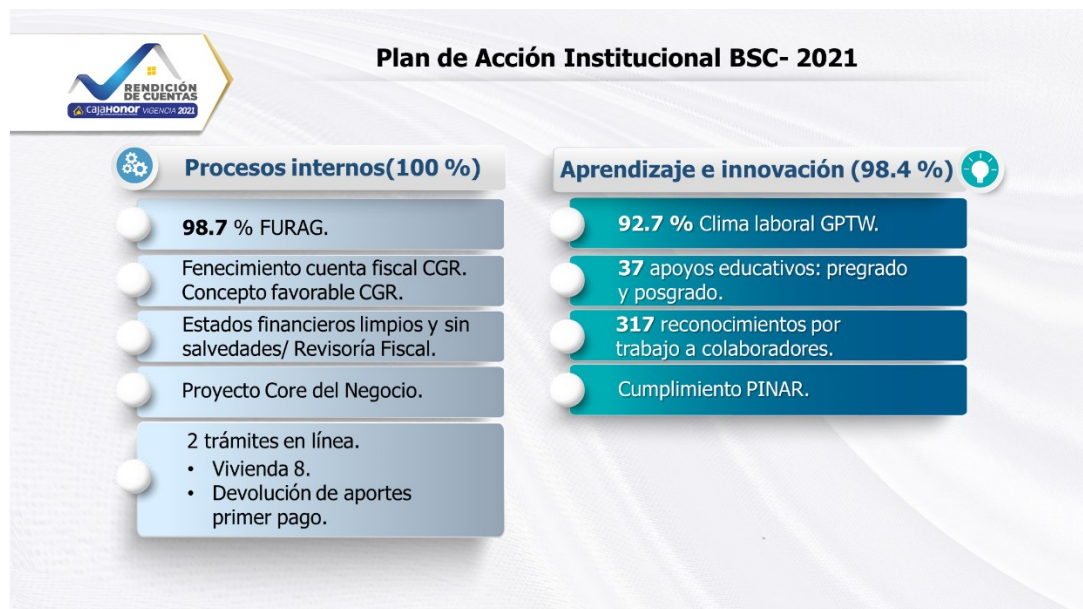 Plan de Acción Institucional BSC- 2021
RENDICIÓN
DE CUENTAS
CajaHonor VIGENCIA 2021
Procesos internos(100 %)
98.7 % FURAG.
Fenecimiento cuenta fiscal CGR.
Concepto favorable CGR.
Estados financieros limpios y sin
salvedades/ Revisoría Fiscal.
Proyecto Core del Negocio.
2 trámites en línea.
• Vivienda 8.
• Devolución de aportes
primer pago.
Aprendizaje e innovación (98.4 %)
92.7 % Clima laboral GPTW.
37 apoyos educativos: pregrado
y posgrado.
317 reconocimientos por
trabajo a colaboradores.
Cumplimiento PINAR.